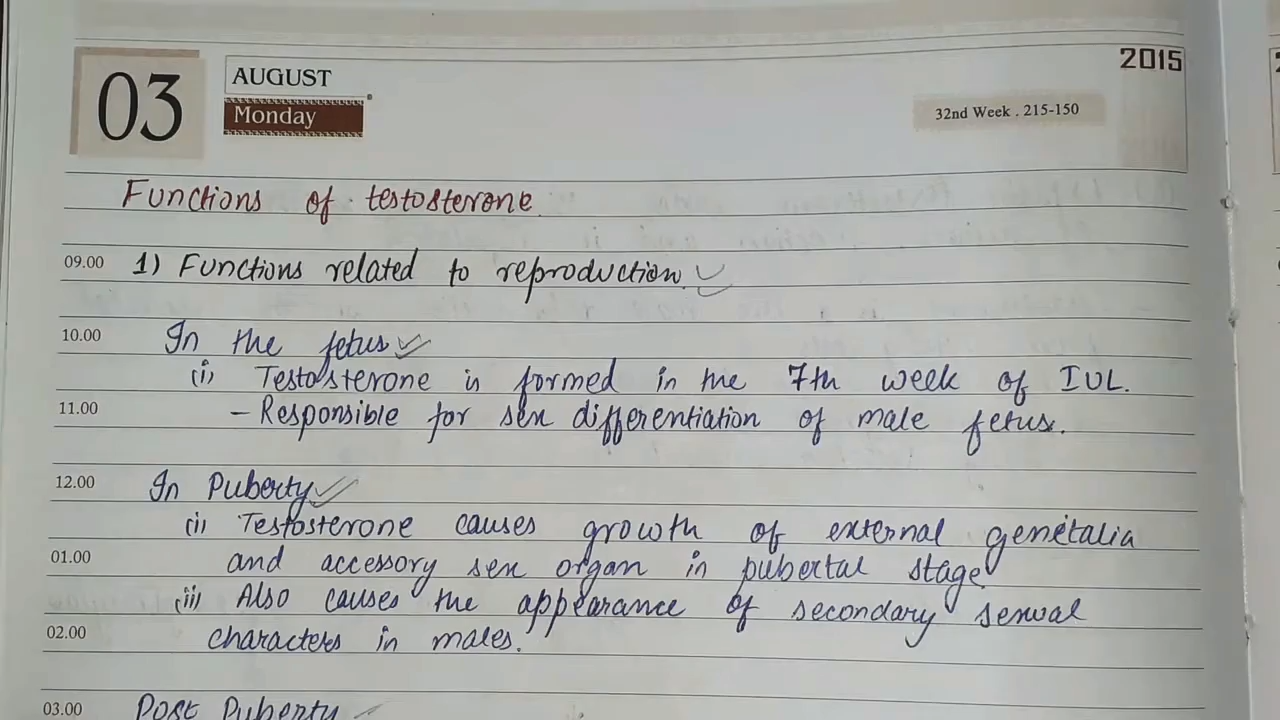 03
AUGUST
Monday
2015
32nd Week . 215-150
Functions of testosterone
09.00 1) Functions related to reproduction
10.00 In the fetus
(i) Testosterone is formed in the 7th week of IUL.
11.00 – Responsible for sex differentiation of male fetus.
12.00 In Puberty
(i) Testosterone causes growth of external genitalia
01.00 and accessory sex organ in pubertal stage
(ii) Also causes the appearance of secondary sexual
02.00 characters in males.
03.00 Post Puberty